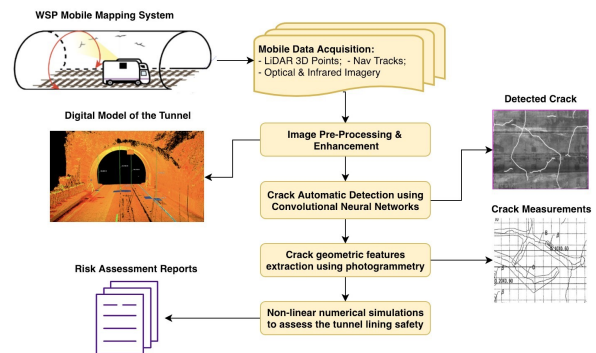 WSP Mobile Mapping System
Mobile Data Acquisition:
- LiDAR 3D Points; - Nav Tracks;
- Optical & Infrared Imagery
Digital Model of the Tunnel
Image Pre-Processing &
Enhancement
Detected Crack
Crack Automatic Detection using
Convolutional Neural Networks
Crack Measurements
Crack geometric features
extraction using photogrammetry
Risk Assessment Reports
Non-linear numerical simulations
to assess the tunnel lining safety